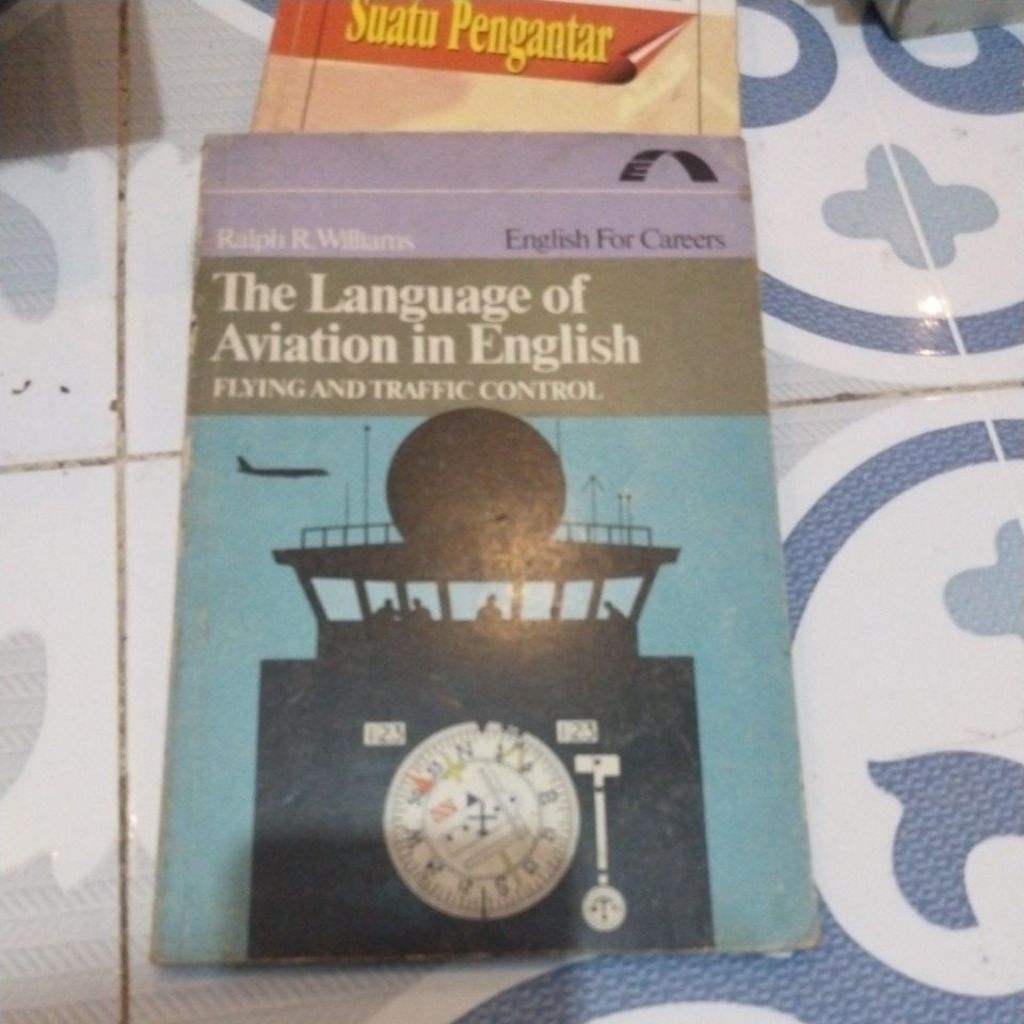 Suatu Pengantar
Ralph R. Williams
English For Careers
The Language of
Aviation in English
FLYING AND TRAFFIC CONTROL
123
123